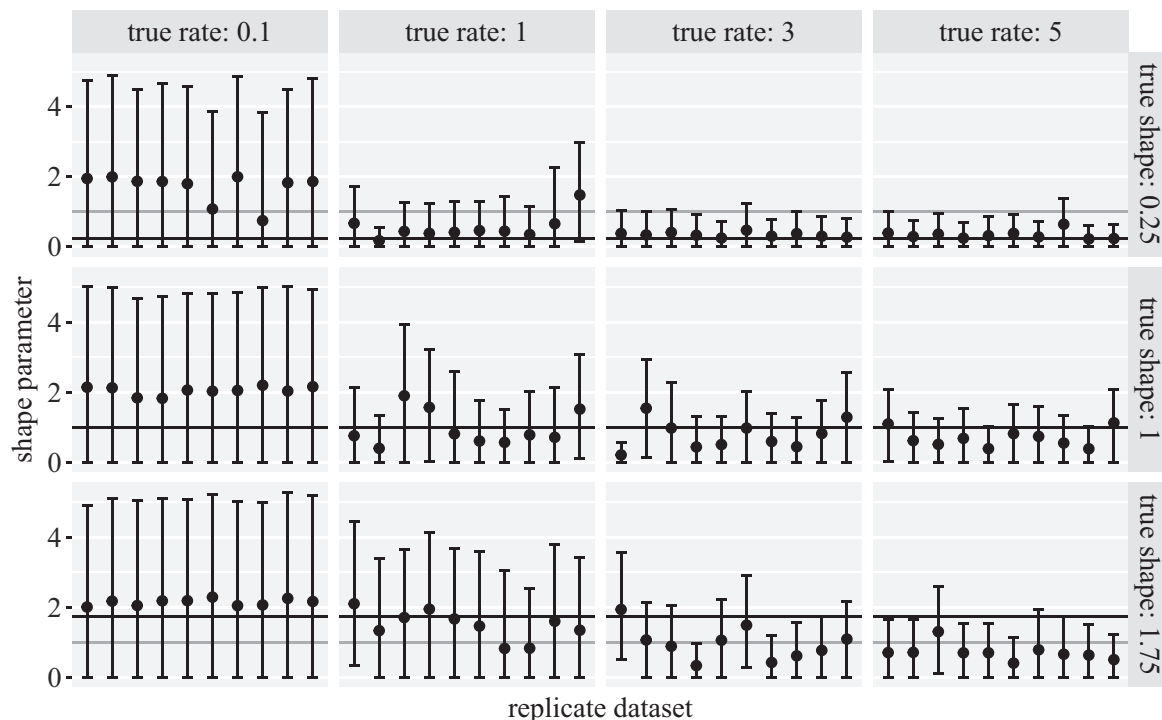 true rate: 0.1
true rate: 1
true rate: 3
true rate: 5
4
2
0
true shape: 0.25
4
2
0
true shape: 1
4
2
0
true shape: 1.75
shape parameter
replicate dataset